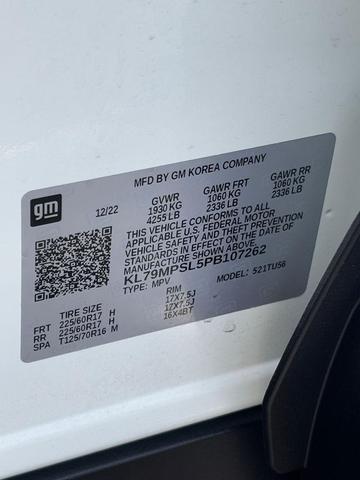 gm
MFD BY GM KOREA COMPANY
12/22
GVWR GAWR FRT GAWR RR
1930 KG 1060 KG 1060 KG
4255 LB 2336 LB 2336 LB
THIS VEHICLE CONFORMS TO ALL
APPLICABLE U.S. FEDERAL MOTOR
VEHICLE SAFETY AND THEFT PREVENTION
STANDARDS IN EFFECT ON THE DATE OF
MANUFACTURE SHOWN ABOVE.
KL79MPSL5PB107262
TYPE: MPV MODEL: 521TU56
TIRE SIZE RIM
FRT 225/60R17 H 17X7.5J
RR 225/60R17 H 17X7.5J
SPA T125/70R16 M 16X4BT